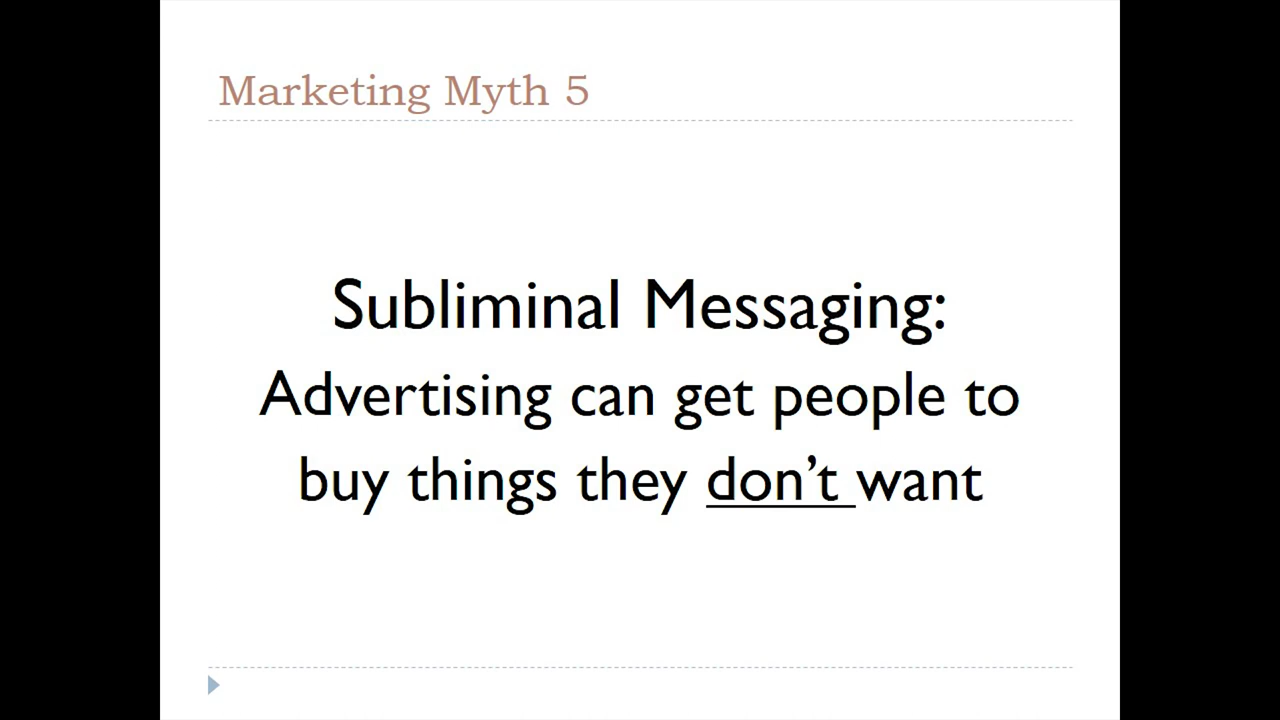 Marketing Myth 5
Subliminal Messaging:
Advertising can get people to
buy things they don’t want